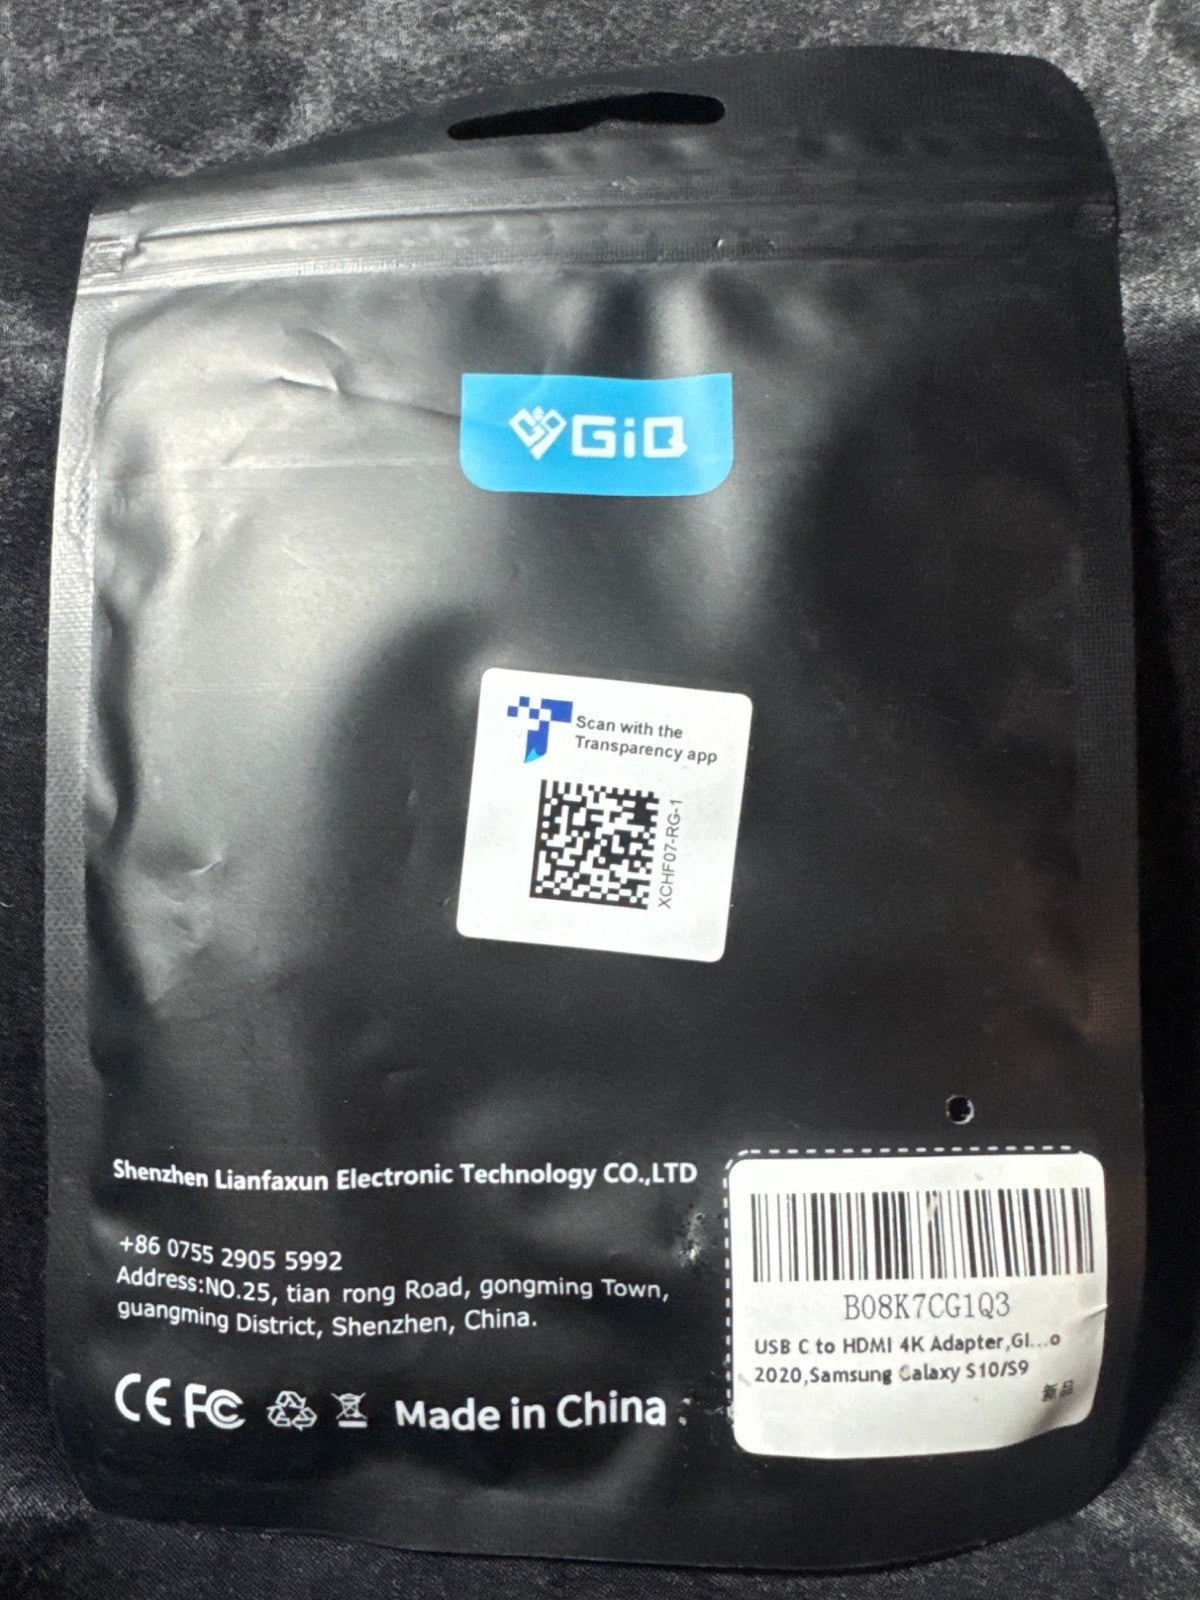 GiQ
Scan with the
Transparency app
XCHF07-RG-1
Shenzhen Lianfaxun Electronic Technology CO.,LTD
+86 0755 2905 5992
Address:NO.25, tian rong Road, gongming Town,
guangming District, Shenzhen, China.
CE FC Made in China
B08K7CG1Q3
USB C to HDMI 4K Adapter,GI...o
2020,Samsung Galaxy S10/S9
新品